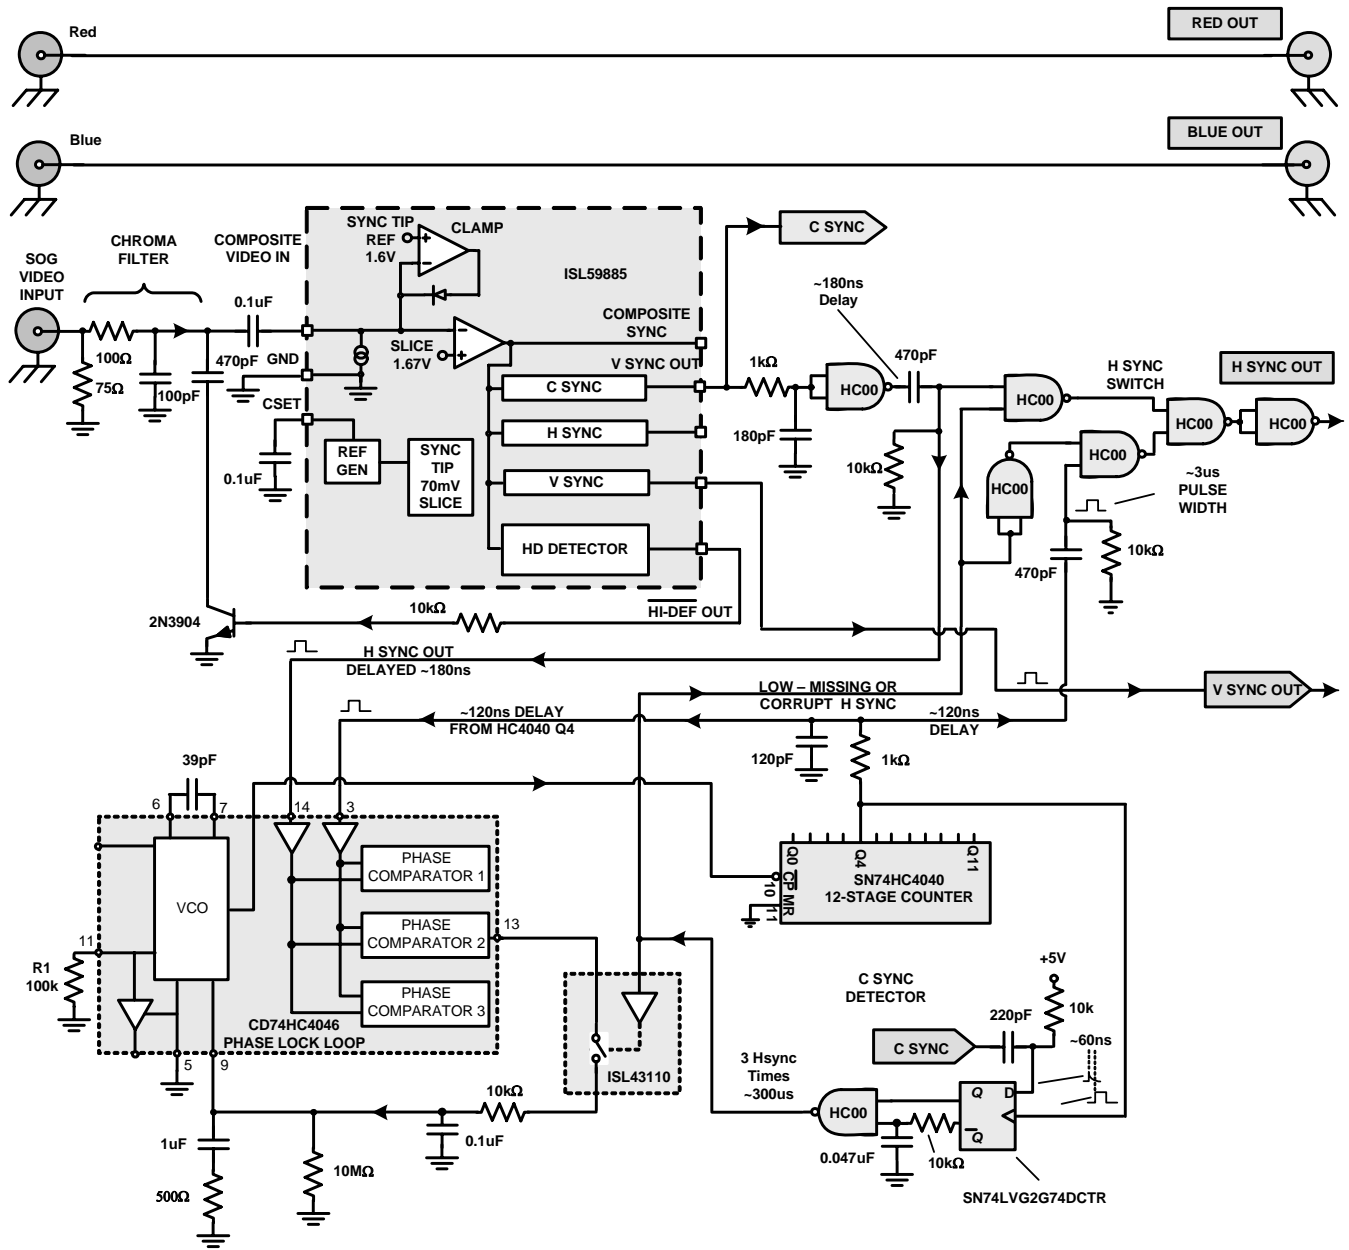 Red
RED OUT
Blue
BLUE OUT
SOG
VIDEO
INPUT
CHROMA
FILTER
COMPOSITE
VIDEO IN
0.1uF
100Ω
75Ω
100pF
470pF
GND
CSET
0.1uF
SYNC TIP
REF
1.6V
CLAMP
ISL59885
SLICE
1.67V
COMPOSITE
SYNC
V SYNC OUT
C SYNC
H SYNC
V SYNC
HD DETECTOR
REF
GEN
SYNC
TIP
70mV
SLICE
C SYNC
~180ns
Delay
1kΩ
180pF
HC00
470pF
10kΩ
HC00
H SYNC
SWITCH
H SYNC OUT
HC00
HC00
HC00
HC00
~3us
PULSE
WIDTH
470pF
10kΩ
2N3904
10kΩ
HI-DEF OUT
H SYNC OUT
DELAYED ~180ns
LOW – MISSING OR
CORRUPT H SYNC
V SYNC OUT
~120ns DELAY
FROM HC4040 Q4
~120ns
DELAY
120pF
1kΩ
39pF
6
7
14
3
VCO
PHASE
COMPARATOR 1
PHASE
COMPARATOR 2
PHASE
COMPARATOR 3
13
11
R1
100k
CD74HC4046
PHASE LOCK LOOP
5
9
Q0
Q4
Q11
CP
MR
10
11
SN74HC4040
12-STAGE COUNTER
ISL43110
C SYNC
DETECTOR
+5V
10k
220pF
C SYNC
~60ns
3 Hsync
Times
~300us
HC00
Q
D
Q
0.047uF
10kΩ
SN74LVG2G74DCTR
10kΩ
0.1uF
1uF
10MΩ
500Ω